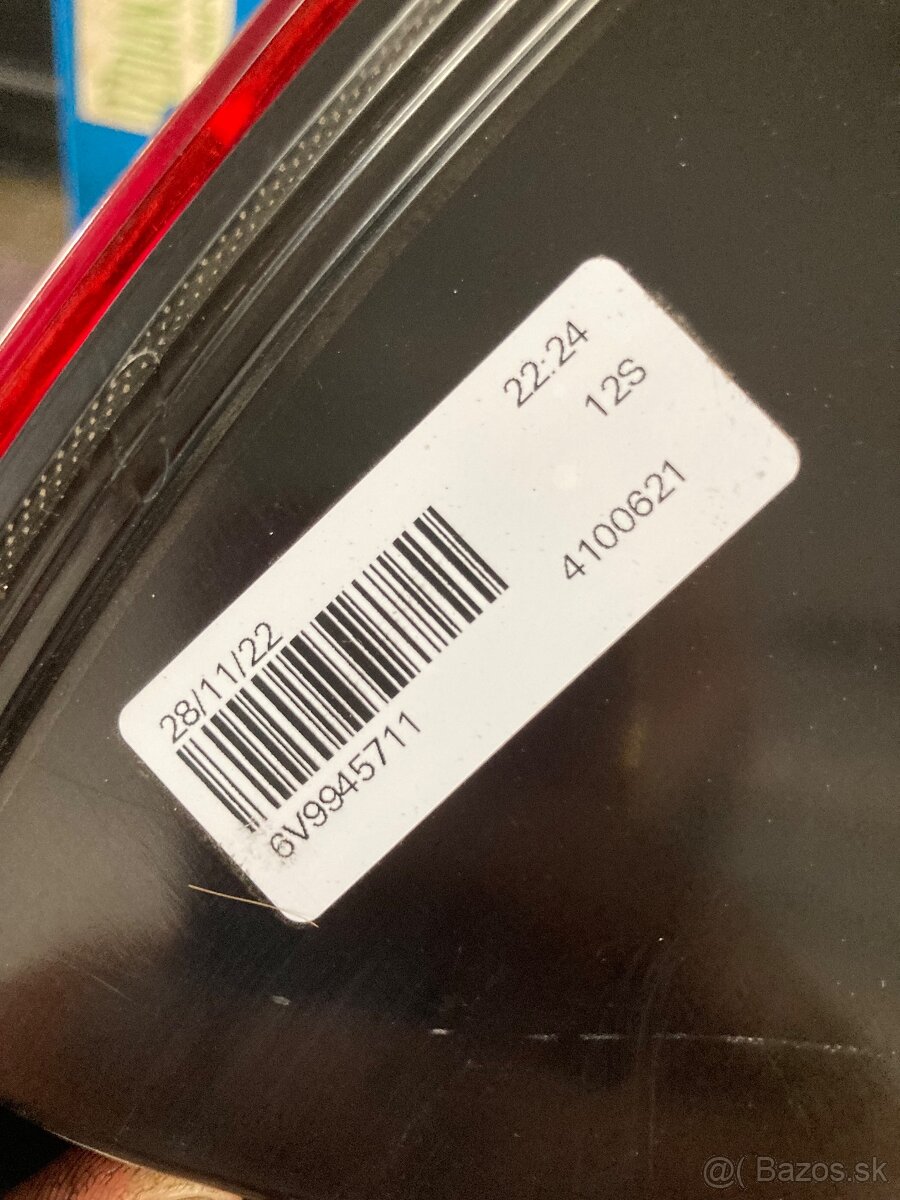 28/11/22 22:24
12S
6V9945711 4100621
@( Bazos.sk